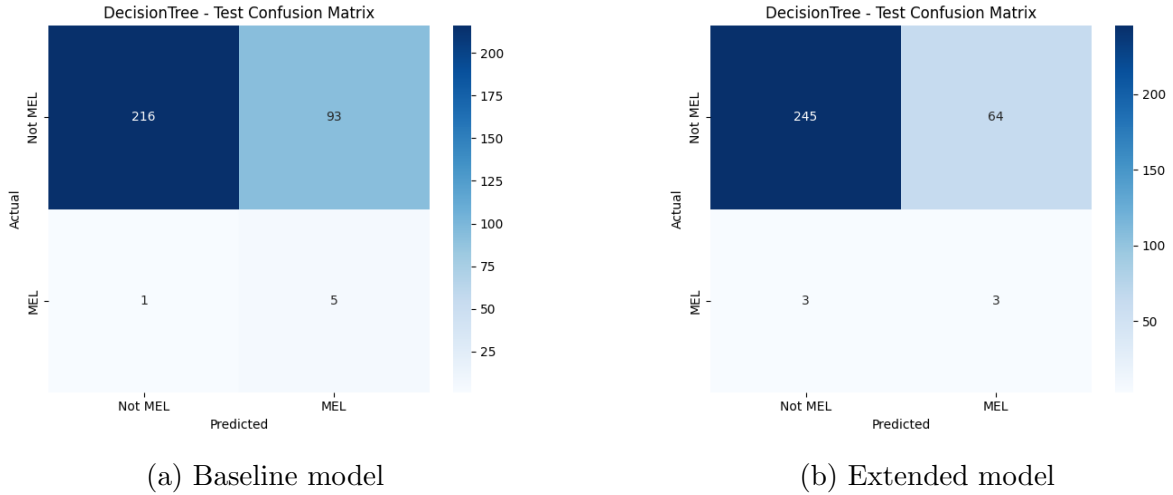 DecisionTree - Test Confusion Matrix
Actual
Not MEL
MEL
216
93
1
5
Not MEL
MEL
Predicted
200
175
150
125
100
75
50
25
(a) Baseline model
DecisionTree - Test Confusion Matrix
Actual
Not MEL
MEL
245
64
3
3
Not MEL
MEL
Predicted
200
150
100
50
(b) Extended model